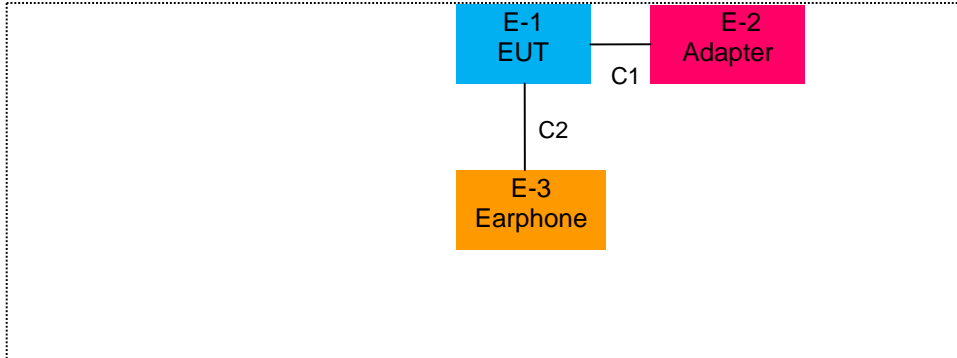 E-1
EUT
E-2
Adapter
C1
C2
E-3
Earphone